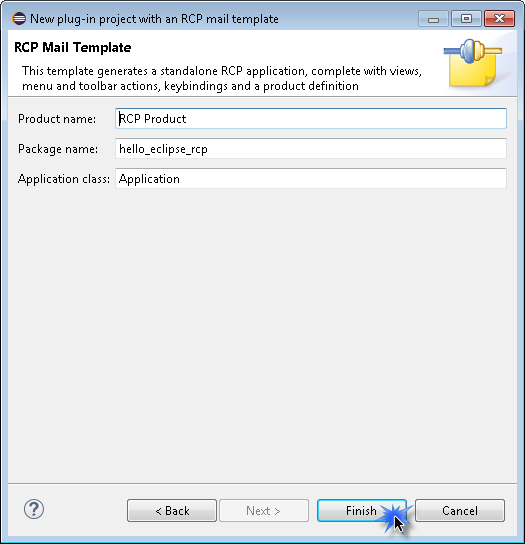 New plug-in project with an RCP mail template
RCP Mail Template
This template generates a standalone RCP application, complete with views,
menu and toolbar actions, keybindings and a product definition
Product name: RCP Product
Package name: hello_eclipse_rcp
Application class: Application
? < Back Next > Finish Cancel